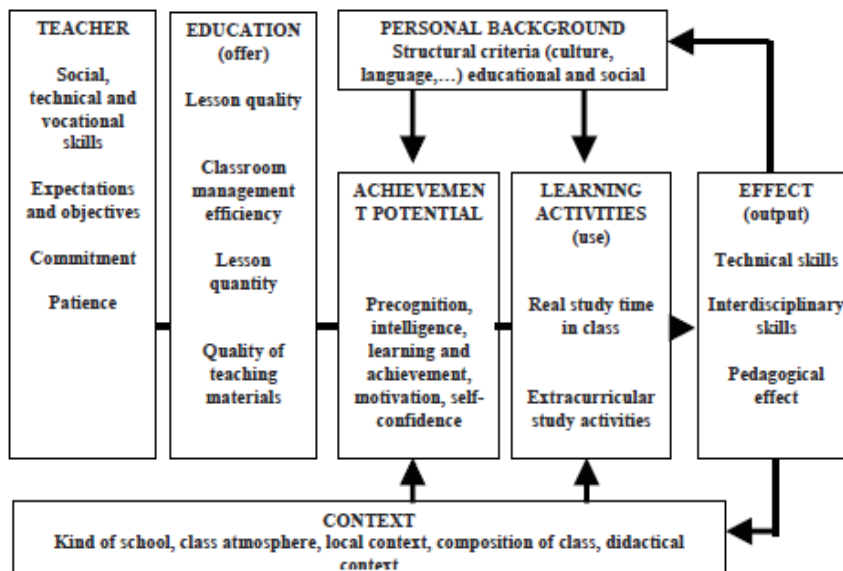 TEACHER
Social,
technical and
vocational
skills
Expectations
and objectives
Commitment
Patience
EDUCATION
(offer)
Lesson quality
Classroom
management
efficiency
Lesson
quantity
Quality of
teaching
materials
PERSONAL BACKGROUND
Structural criteria (culture,
language,...) educational and social
ACHIEVEMEN
T POTENTIAL
Precognition,
intelligence,
learning and
achievement,
motivation, self-
confidence
LEARNING
ACTIVITIES
(use)
Real study time
in class
Extracurricular
study activities
EFFECT
(output)
Technical skills
Interdisciplinary
skills
Pedagogical
effect
CONTEXT
Kind of school, class atmosphere, local context, composition of class, didactical
context